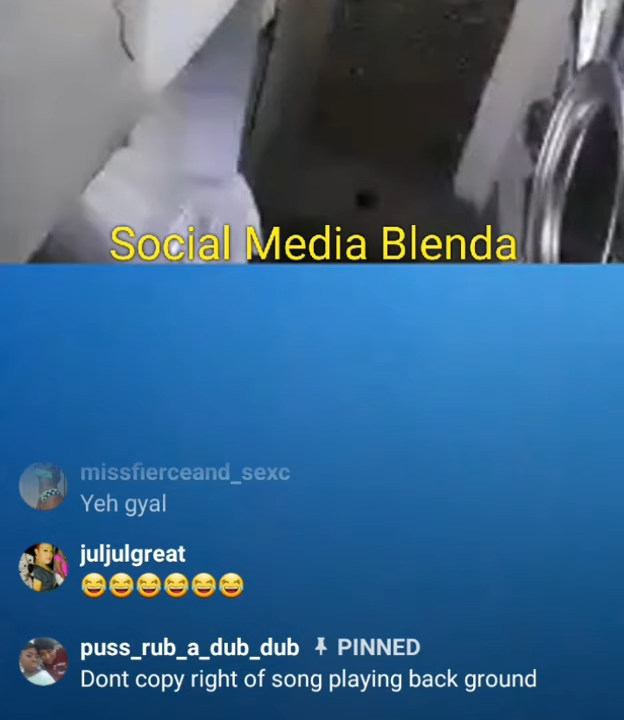 Social Media Blenda
missfierceand_sexc
Yeh gyal
juljulgreat
😂😂😂😂😂😂
puss_rub_a_dub_dub PINNED
Dont copy right of song playing back ground